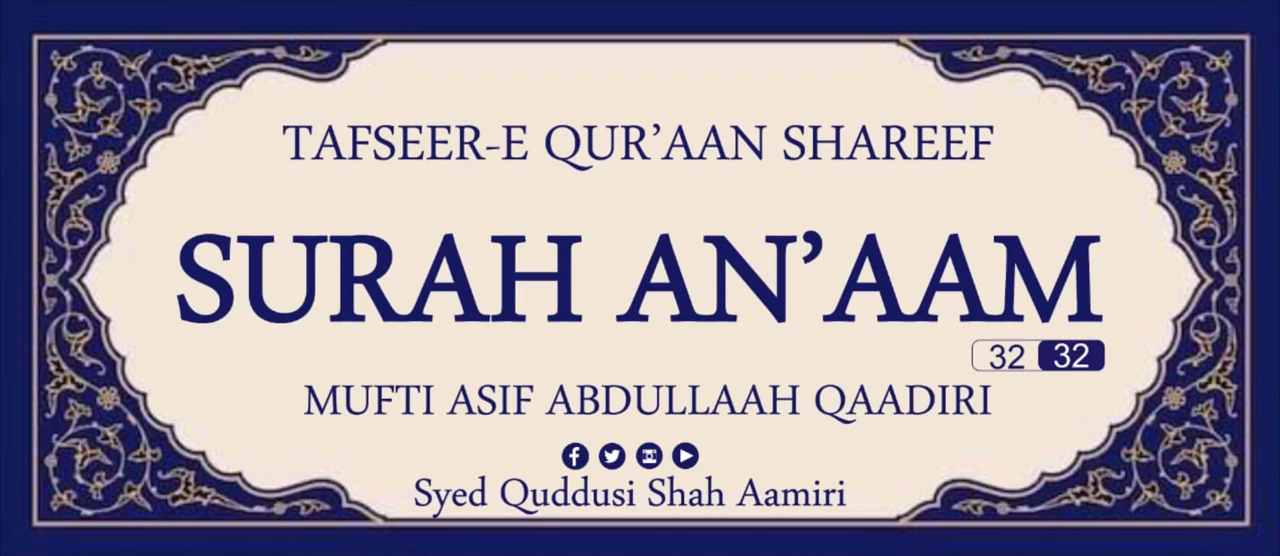 TAFSEER-E QUR’AAN SHAREEF
SURAH AN’AAM
32 32
MUFTI ASIF ABDULLAAH QAADIRI
Syed Quddusi Shah Aamiri